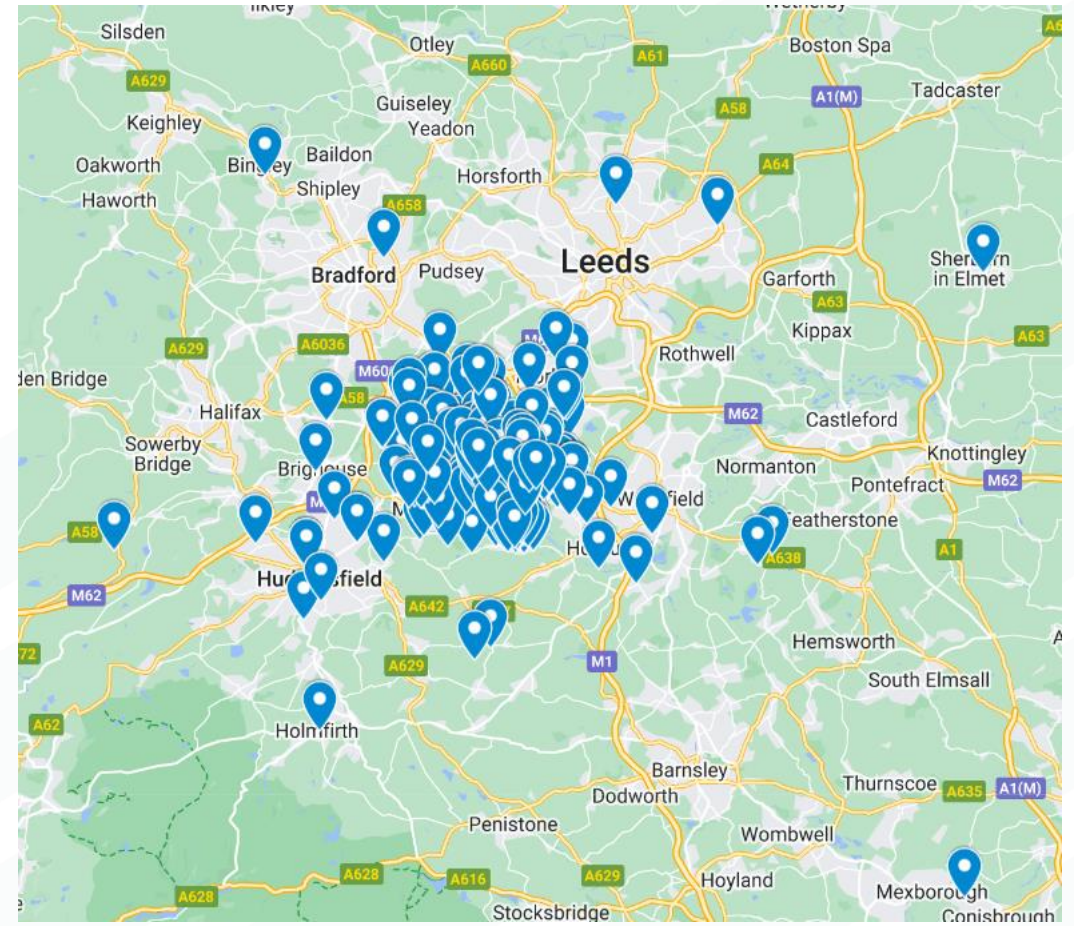 Silsden
Otley
A61
Boston Spa
A629
A660
A58
A1(M)
Tadcaster
Guiseley
Keighley
Yeadon
Oakworth
Baildon
Horsforth
A64
Haworth
Shipley
A658
Leeds
Bradford
Pudsey
in Elmet
Garforth
A63
Kippax
A629
A6036
A63
Rothwell
Halifax
M62
Castleford
Sowerby
Bridge
Knottingley
Normanton
M62
Pontefract
A58
A1
A638
M62
A642
Hemsworth
A629
M1
South Elmsall
A62
Holmfirth
Barnsley
Thurnscoe
A635
A1(M)
Dodworth
Penistone
Wombwell
A628
A616
A629
Hoyland
Mexborough
A628
Stocksbridge
Conisbrough